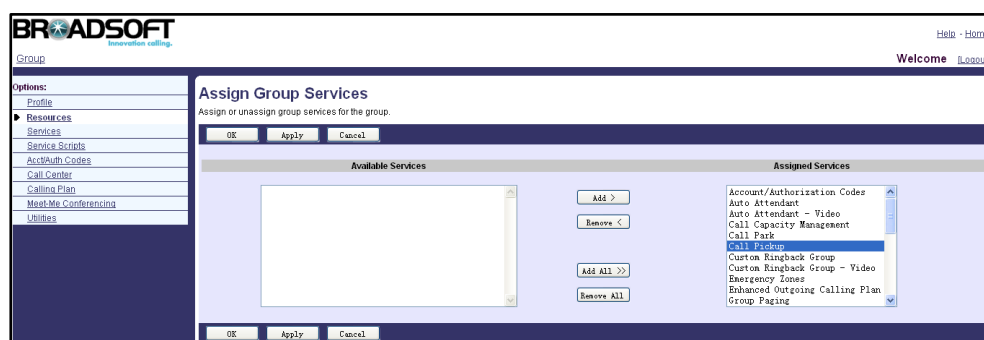 BROADSOFT
Innovation calling.
Help - Hom
Group
Welcome [Logou
Options:
Profile
Resources
Services
Service Scripts
Acct/Auth Codes
Call Center
Calling Plan
Meet-Me Conferencing
Utilities
Assign Group Services
Assign or unassign group services for the group.
OK Apply Cancel
Available Services
Assigned Services
Add >
Remove <
Add All >>
Remove All
Account/Authorization Codes
Auto Attendant
Auto Attendant - Video
Call Capacity Management
Call Park
Call Pickup
Custom Ringback Group
Custom Ringback Group - Video
Emergency Zones
Enhanced Outgoing Calling Plan
Group Paging
OK Apply Cancel